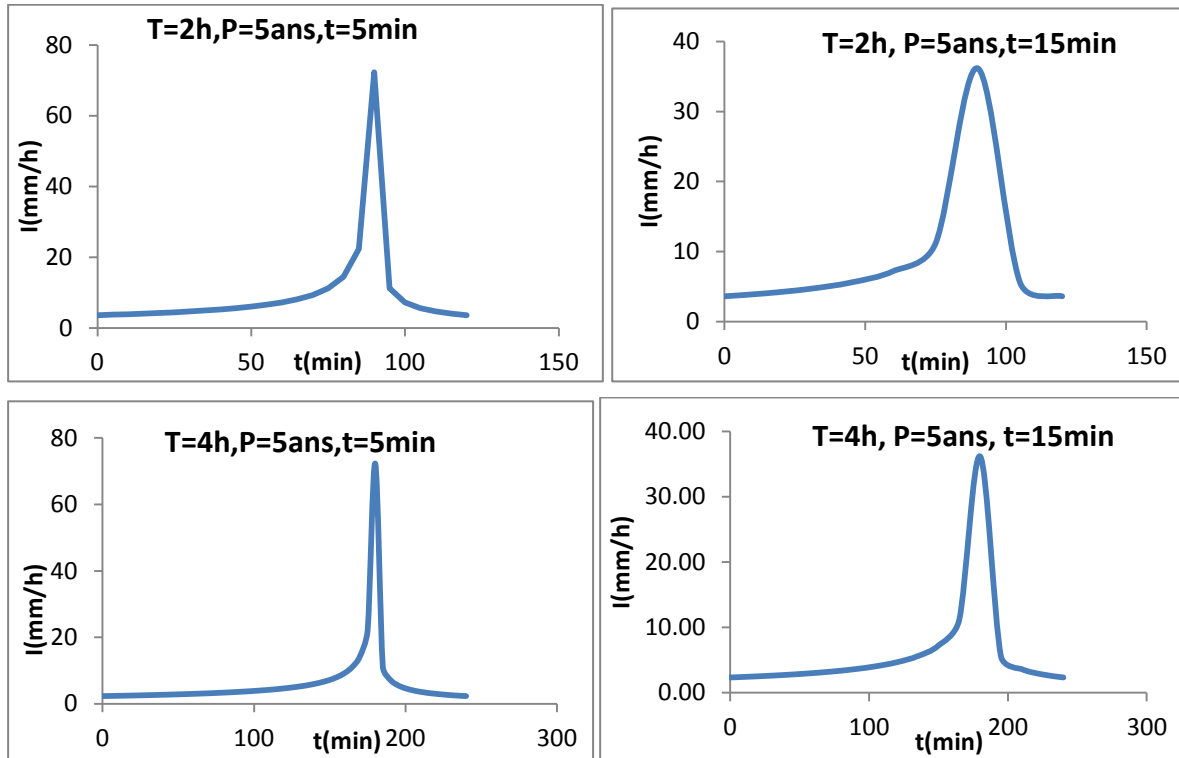 T=2h,P=5ans,t=5min
80
60
40
20
0
I(mm/h)
0 50 100 150
t(min)
T=2h, P=5ans,t=15min
40
30
20
10
0
I(mm/h)
0 50 100 150
t(min)
T=4h,P=5ans,t=5min
80
60
40
20
0
I(mm/h)
0 100 200 300
t(min)
T=4h, P=5ans, t=15min
40.00
30.00
20.00
10.00
0.00
I(mm/h)
0 100 200 300
t(min)